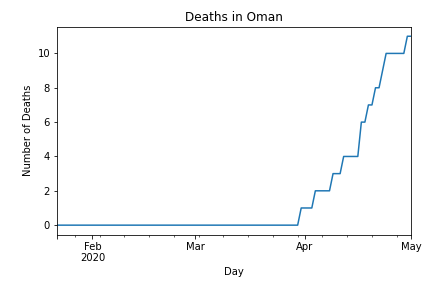 Deaths in Oman
Number of Deaths
10
8
6
4
2
0
Feb
2020
Mar
Apr
May
Day